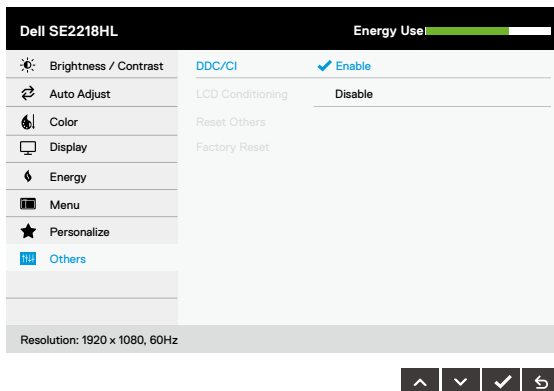 Dell SE2218HL Energy Use
Brightness / Contrast DDC/CI Enable
Auto Adjust LCD Conditioning Disable
Color Reset Others
Display Factory Reset
Energy
Menu
Personalize
Others
Resolution: 1920 x 1080, 60Hz